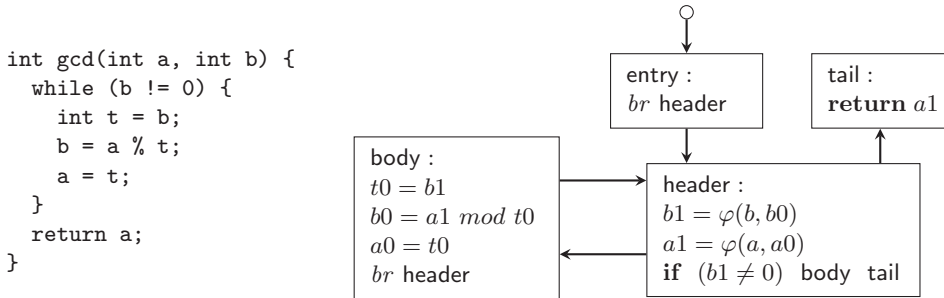 int gcd(int a, int b) {
while (b != 0) {
int t = b;
b = a % t;
a = t;
}
return a;
}
entry :
br header
tail :
return a1
body :
t0 = b1
b0 = a1 mod t0
a0 = t0
br header
header :
b1 = φ(b, b0)
a1 = φ(a, a0)
if (b1 ≠ 0) body tail